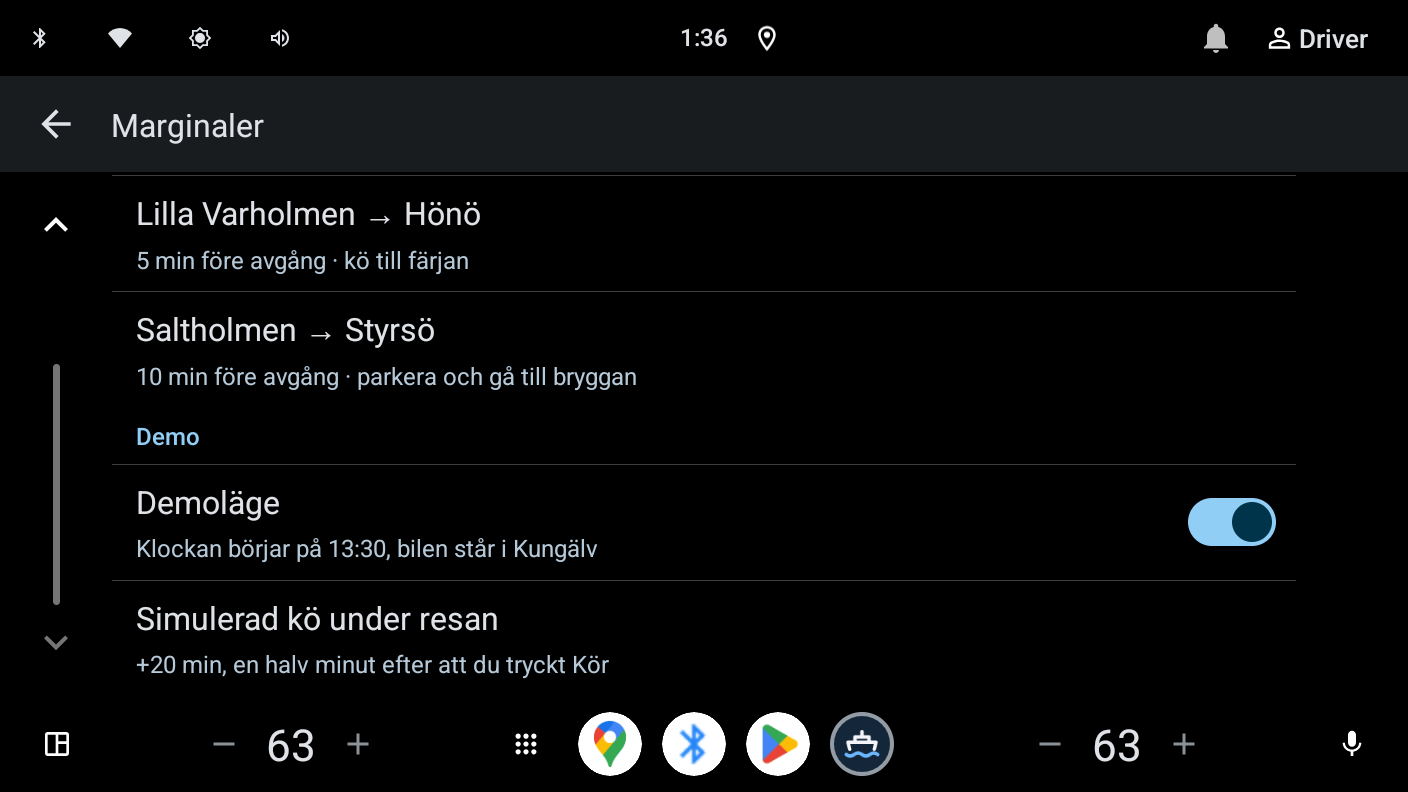 1:36
Driver
Marginaler
Lilla Varholmen → Hönö
5 min före avgång · kö till färjan
Saltholmen → Styrsö
10 min före avgång · parkera och gå till bryggan
Demo
Demoläge
Klockan börjar på 13:30, bilen står i Kungälv
Simulerad kö under resan
+20 min, en halv minut efter att du tryckt Kör
− 63 +
− 63 +